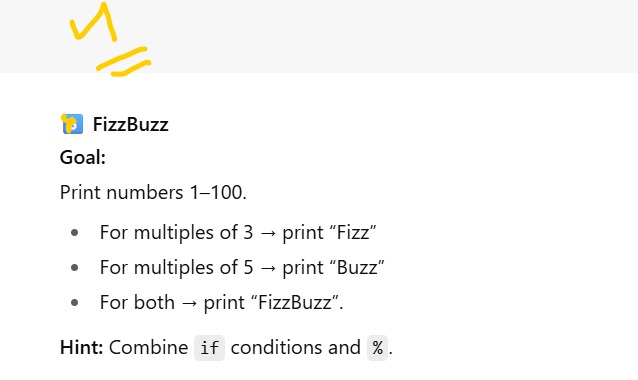 FizzBuzz
Goal:
Print numbers 1–100.
• For multiples of 3 → print “Fizz”
• For multiples of 5 → print “Buzz”
• For both → print “FizzBuzz”.
Hint: Combine if conditions and %.